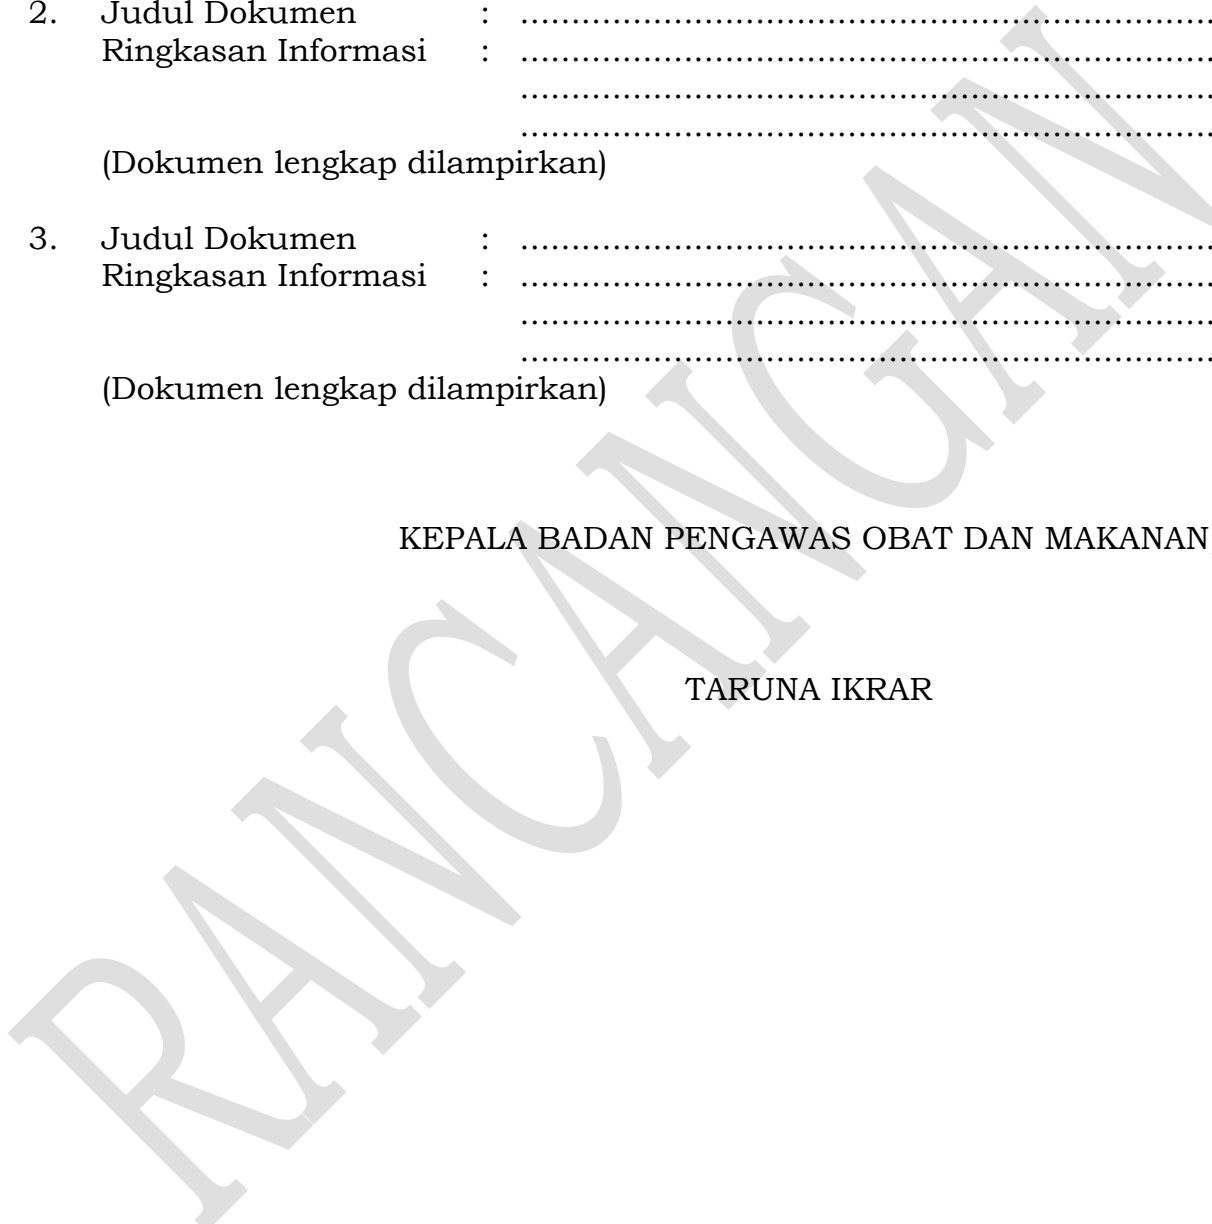 2. Judul Dokumen : ......................................................................
Ringkasan Informasi : ......................................................................
......................................................................
......................................................................
(Dokumen lengkap dilampirkan)
3. Judul Dokumen : ......................................................................
Ringkasan Informasi : ......................................................................
......................................................................
......................................................................
(Dokumen lengkap dilampirkan)
KEPALA BADAN PENGAWAS OBAT DAN MAKANAN
TARUNA IKRAR
RANCANGAN